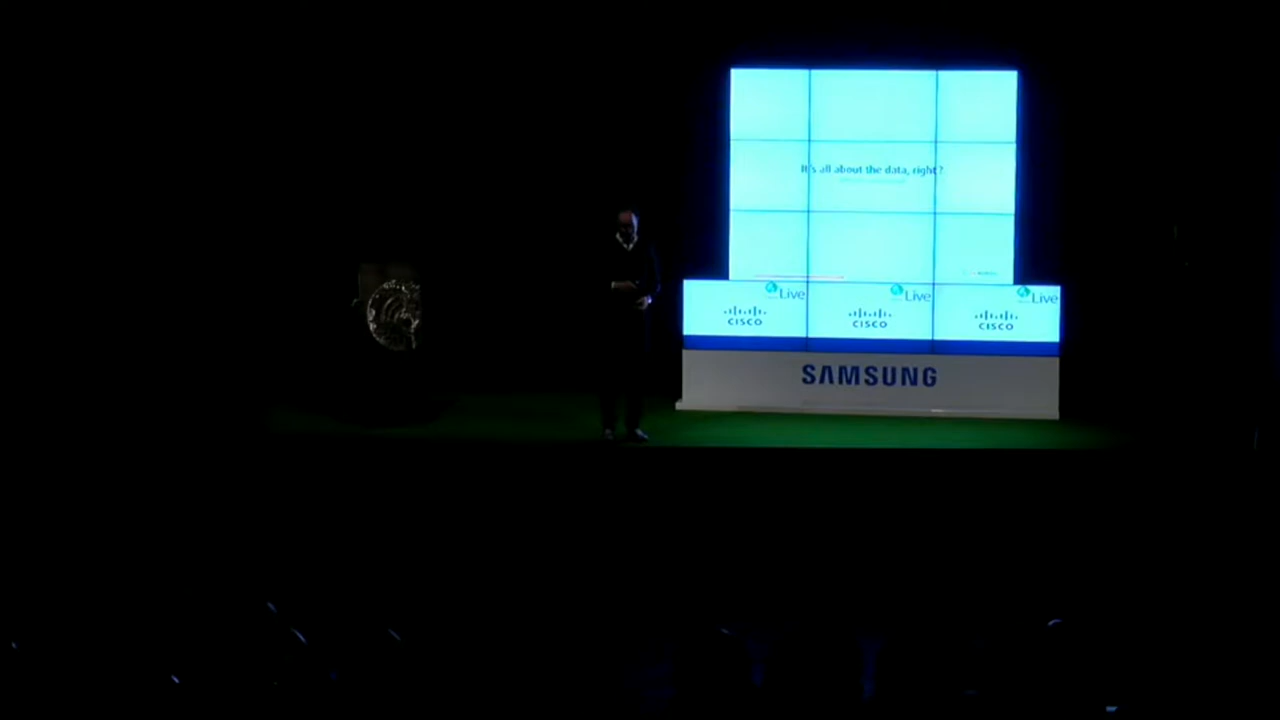 It's all about the data, right?
Live
Live
Live
CISCO
CISCO
CISCO
SAMSUNG